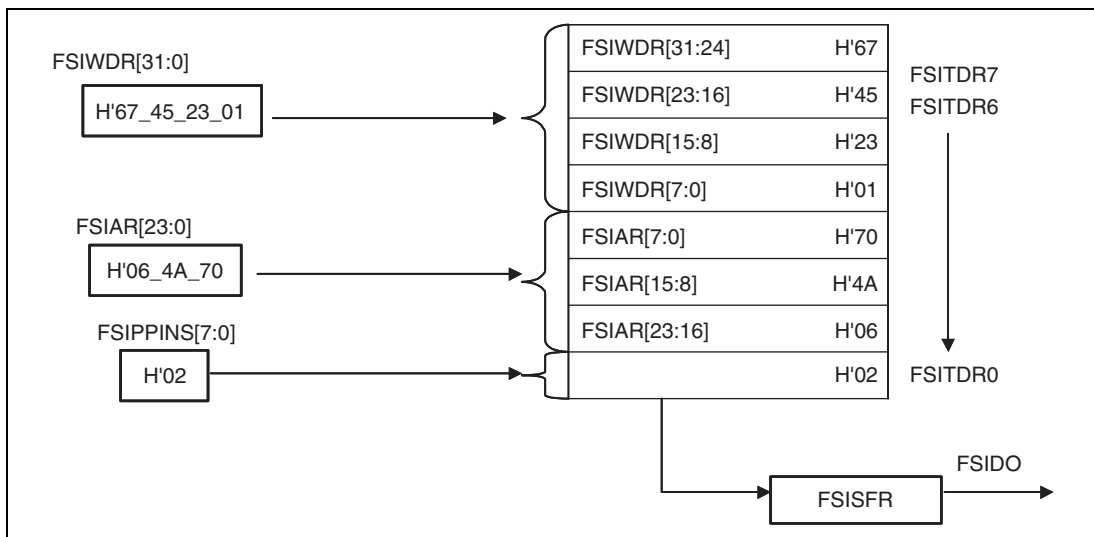 FSIWDR[31:0]
H'67_45_23_01
FSIAR[23:0]
H'06_4A_70
FSIPPINS[7:0]
H'02
FSIWDR[31:24] H'67
FSIWDR[23:16] H'45
FSIWDR[15:8] H'23
FSIWDR[7:0] H'01
FSIAR[7:0] H'70
FSIAR[15:8] H'4A
FSIAR[23:16] H'06
H'02
FSITDR7
FSITDR6
FSITDR0
FSISFR
FSIDO